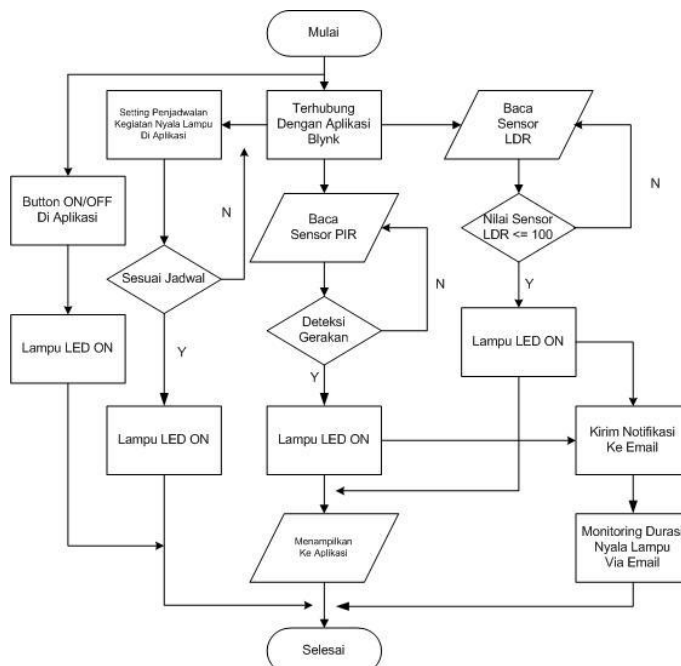 Mulai
Setting Penjadwalan
Kegiatan Nyala Lampu
Di Aplikasi
Terhubung
Dengan Aplikasi
Blynk
Baca
Sensor
LDR
Button ON/OFF
Di Aplikasi
N
Baca
Sensor PIR
Nilai Sensor
LDR <= 100
N
Sesuai Jadwal
N
Y
Deteksi
Gerakan
Lampu LED ON
Y
Y
Lampu LED ON
Lampu LED ON
Lampu LED ON
Kirim Notifikasi
Ke Email
Menampilkan
Ke Aplikasi
Monitoring Durasi
Nyala Lampu
Via Email
Selesai